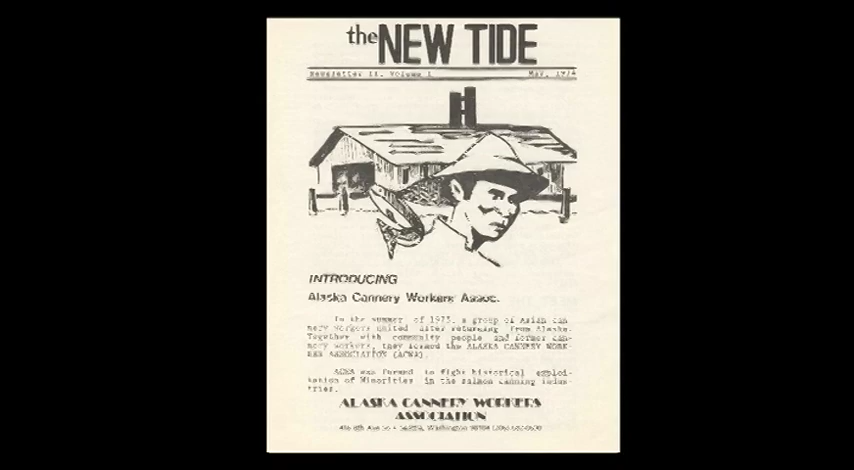 the NEW TIDE
Newsletter II. Volume 1 May, 197
INTRODUCING
Alaska Cannery Workers Assoc.
In the summer of 1973, a group of Asian can-
nery workers united after returning from Alaska.
Together with community people and former can-
nery workers, they formed the ALASKA CANNERY WORK-
ERS ASSOCIATION (ACWA).
ACWA was formed to fight historical exploi-
tation of Minorities in the salmon canning indus-
tries.
ALASKA CANNERY WORKERS
ASSOCIATION
Seattle, Washington